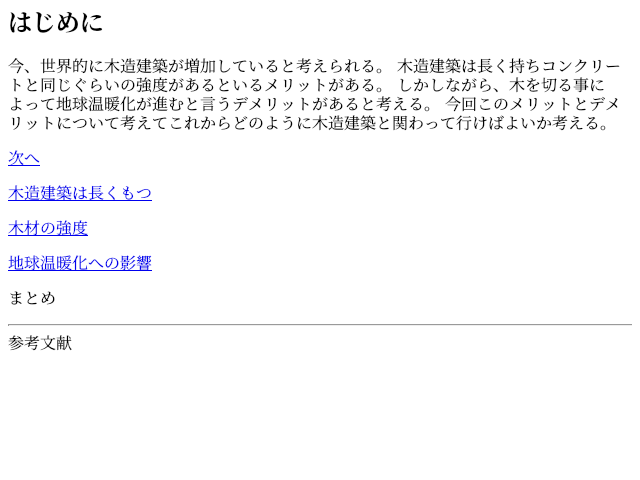 はじめに
今、世界的に木造建築が増加していると考えられる。 木造建築は長く持ちコンクリー
トと同じぐらいの強度があるといるメリットがある。 しかしながら、木を切る事に
よって地球温暖化が進むと言うデメリットがあると考える。 今回このメリットとデメ
リットについて考えてこれからどのように木造建築と関わって行けばよいか考える。
次へ
木造建築は長くもつ
木材の強度
地球温暖化への影響
まとめ
参考文献